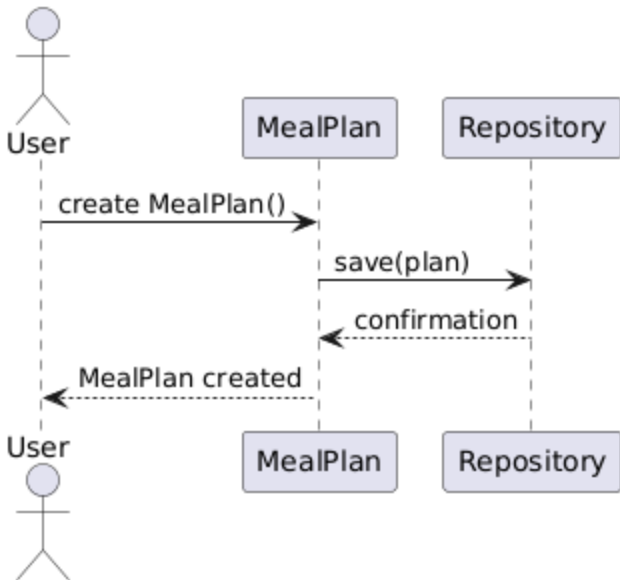 User
MealPlan
Repository
create MealPlan()
save(plan)
confirmation
MealPlan created
User
MealPlan
Repository